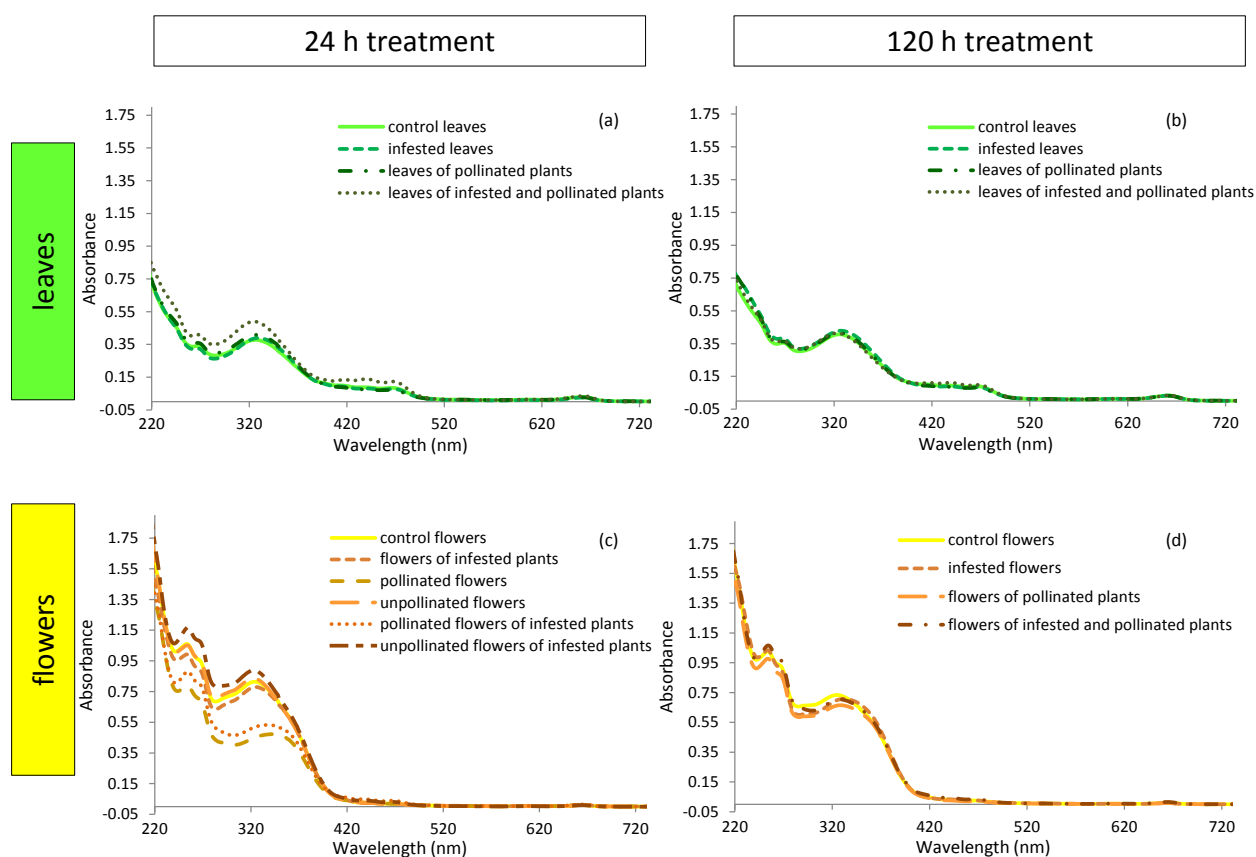 24 h treatment
120 h treatment
leaves
flowers
(a)
control leaves
infested leaves
leaves of pollinated plants
leaves of infested and pollinated plants
1.75
1.55
1.35
1.15
0.95
0.75
0.55
0.35
0.15
-0.05
Absorbance
220 320 420 520 620 720
Wavelength (nm)
(b)
control leaves
infested leaves
leaves of pollinated plants
leaves of infested and pollinated plants
1.75
1.55
1.35
1.15
0.95
0.75
0.55
0.35
0.15
-0.05
Absorbance
220 320 420 520 620 720
Wavelength (nm)
(c)
control flowers
flowers of infested plants
pollinated flowers
unpollinated flowers
pollinated flowers of infested plants
unpollinated flowers of infested plants
1.75
1.55
1.35
1.15
0.95
0.75
0.55
0.35
0.15
-0.05
Absorbance
220 320 420 520 620 720
Wavelength (nm)
(d)
control flowers
infested flowers
flowers of pollinated plants
flowers of infested and pollinated plants
1.75
1.55
1.35
1.15
0.95
0.75
0.55
0.35
0.15
-0.05
Absorbance
220 320 420 520 620 720
Wavelength (nm)